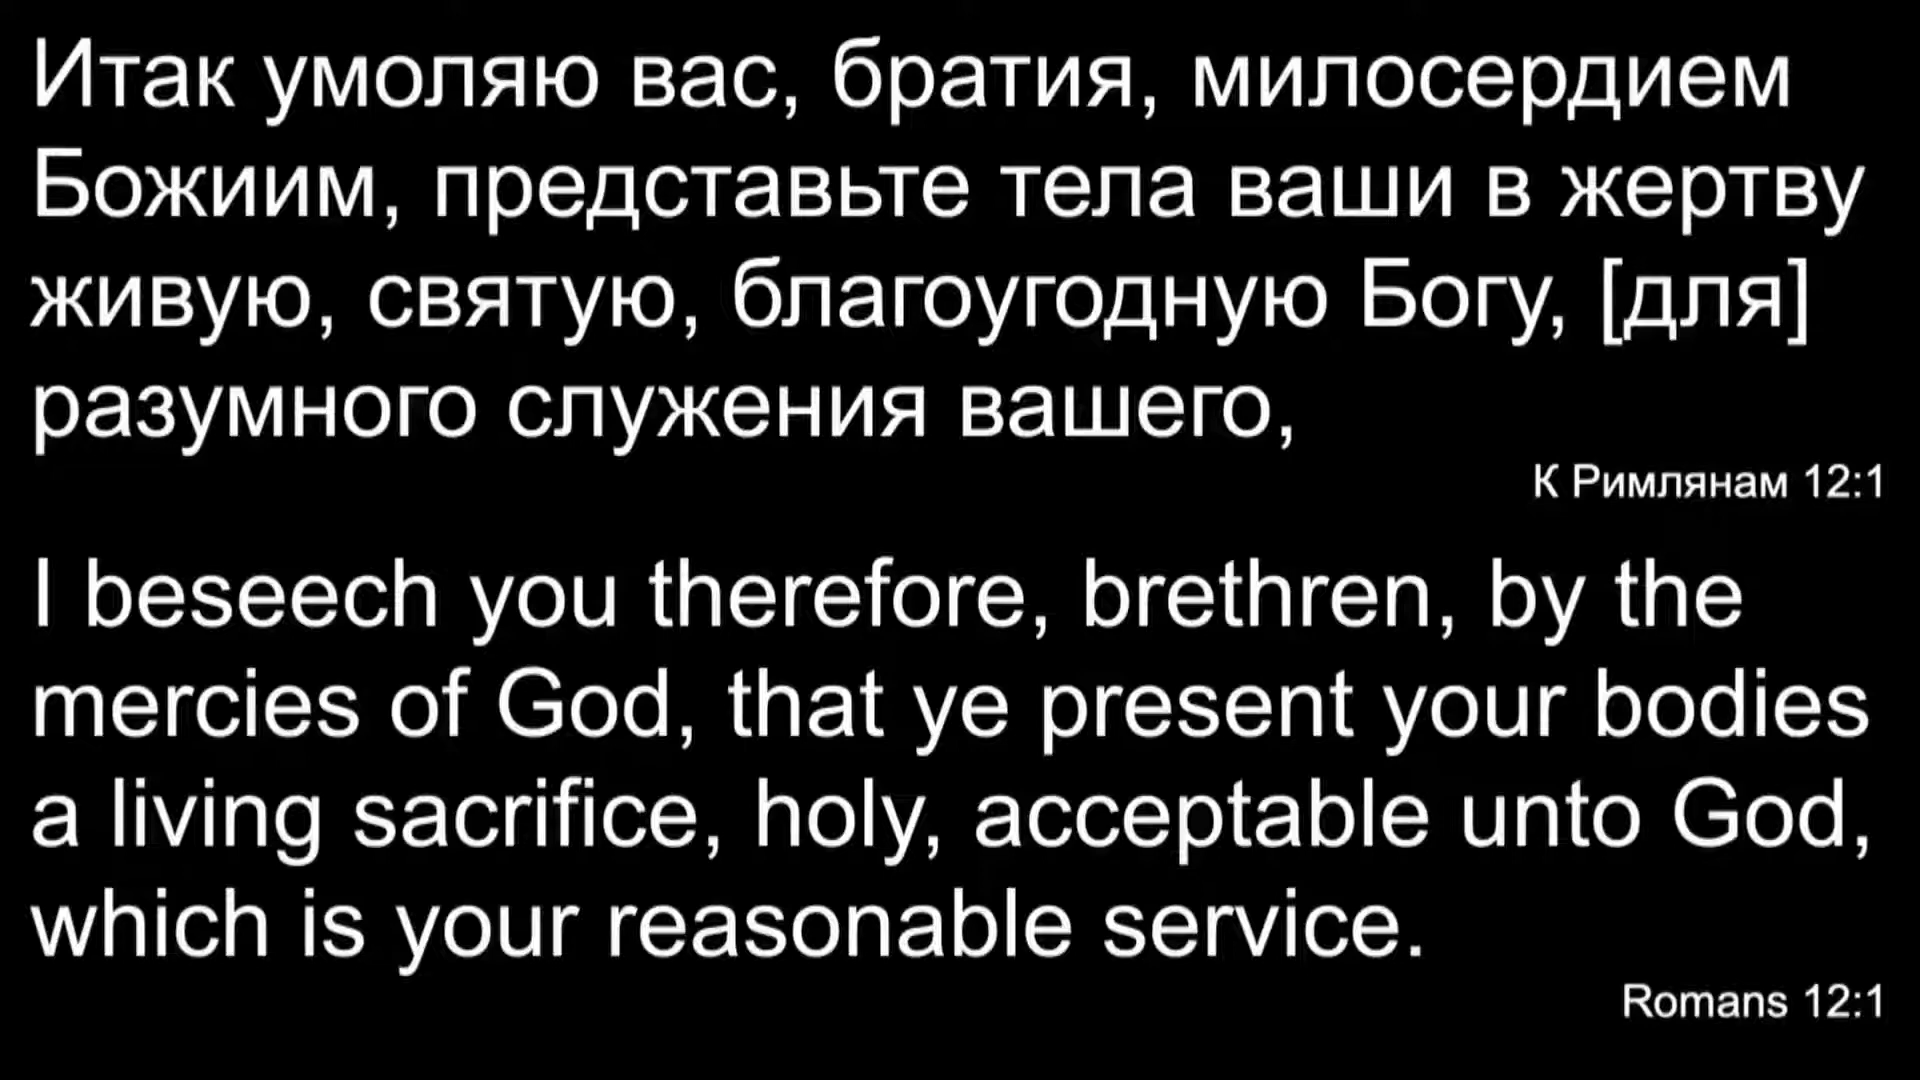 Итак умоляю вас, братия, милосердием
Божиим, представьте тела ваши в жертву
живую, святую, благоугодную Богу, [для]
разумного служения вашего,
К Римлянам 12:1
I beseech you therefore, brethren, by the
mercies of God, that ye present your bodies
a living sacrifice, holy, acceptable unto God,
which is your reasonable service.
Romans 12:1